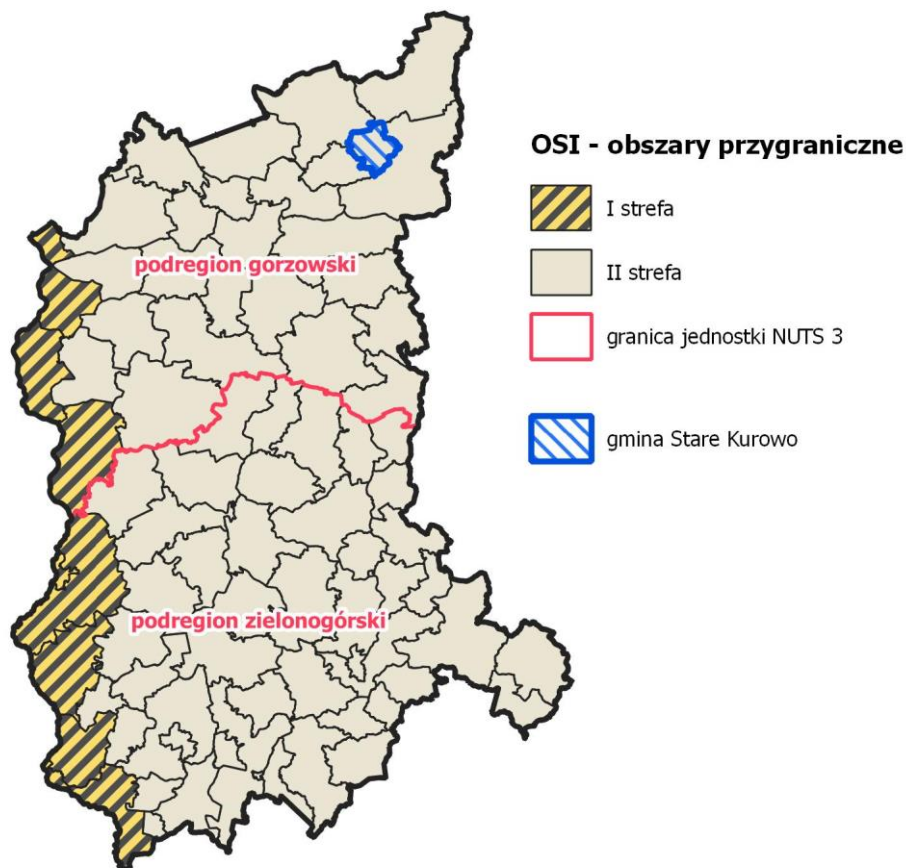 OSI - obszary przygraniczne
I strefa
II strefa
granica jednostki NUTS 3
gmina Stare Kurowo
podregion gorzowski
podregion zielonogórski